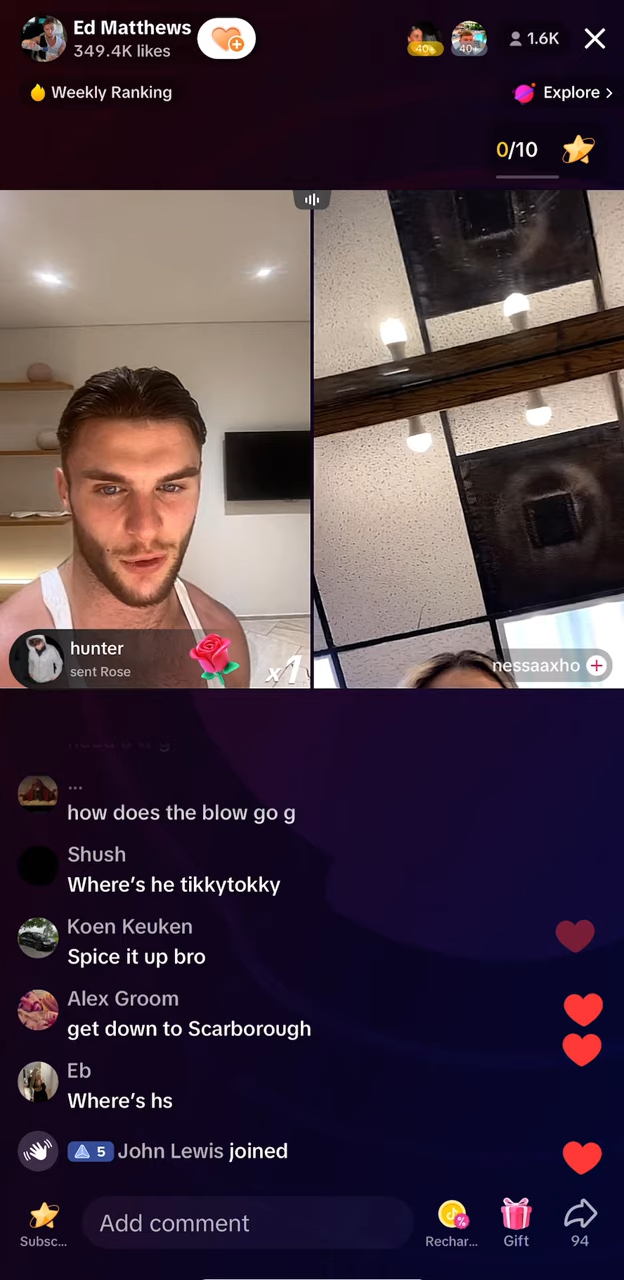 Ed Matthews
349.4K likes
40+
40+
1.6K
Weekly Ranking
Explore >
0/10
hunter
sent Rose
x1
nessaaxho
...
how does the blow go g
Shush
Where's he tikkytokky
Koen Keuken
Spice it up bro
Alex Groom
get down to Scarborough
Eb
Where's hs
5 John Lewis joined
Subsc...
Add comment
Rechar...
Gift
94